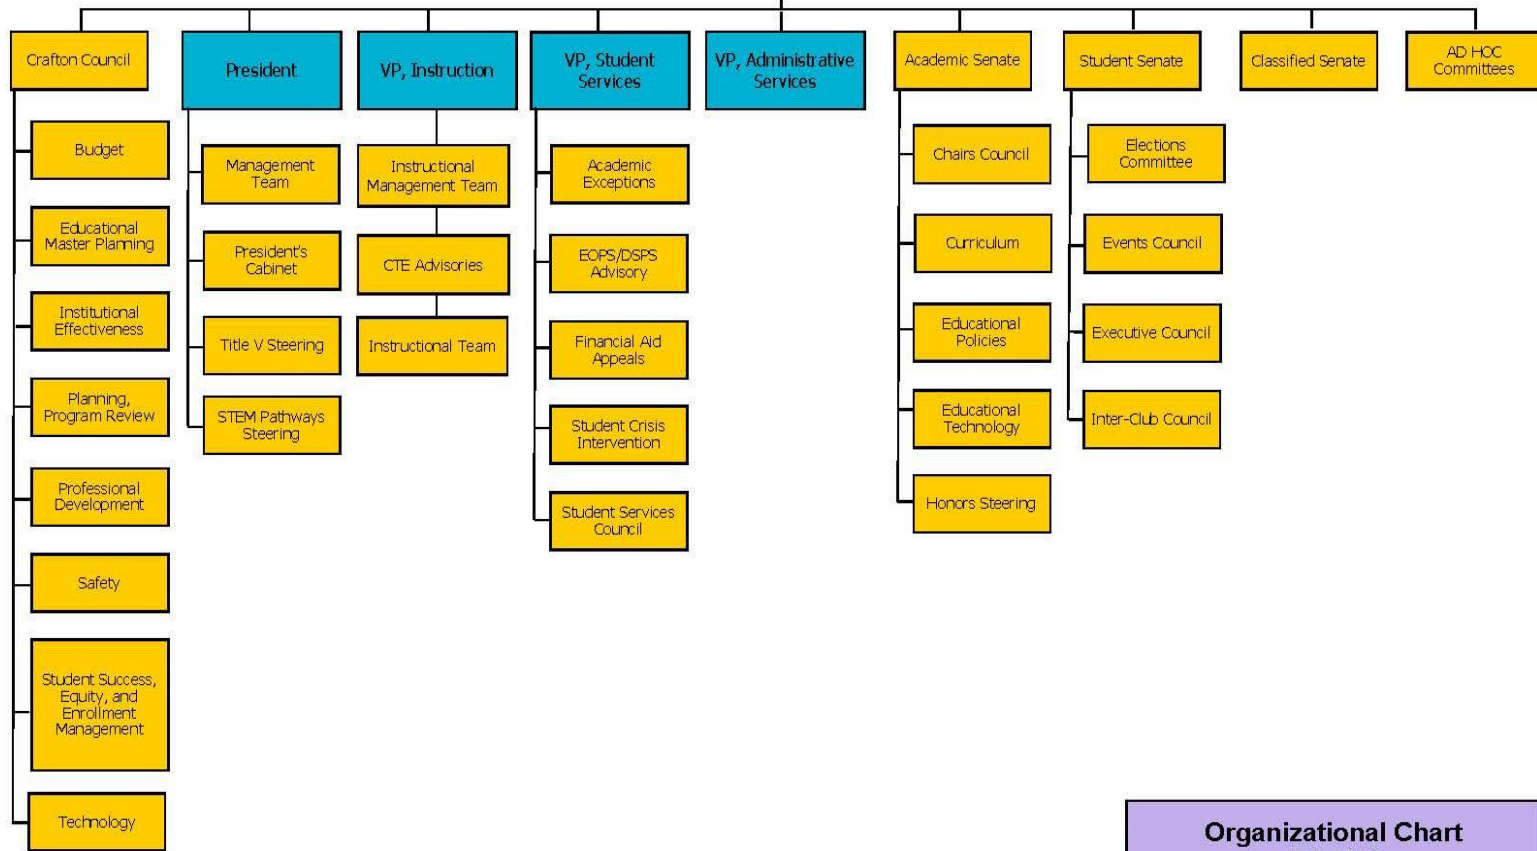 Crafton Council
President
VP, Instruction
VP, Student
Services
VP, Administrative
Services
Academic Senate
Student Senate
Classified Senate
AD HOC
Committees
Budget
Educational
Master Planning
Institutional
Effectiveness
Planning,
Program Review
Professional
Development
Safety
Student Success,
Equity, and
Enrollment
Management
Technology
Management
Team
President's
Cabinet
Title V Steering
STEM Pathways
Steering
Instructional
Management Team
CTE Advisories
Instructional Team
Academic
Exceptions
EOPS/DSPS
Advisory
Financial Aid
Appeals
Student Crisis
Intervention
Student Services
Council
Chairs Council
Curriculum
Educational
Policies
Educational
Technology
Honors Steering
Elections
Committee
Events Council
Executive Council
Inter-Club Council
Organizational Chart